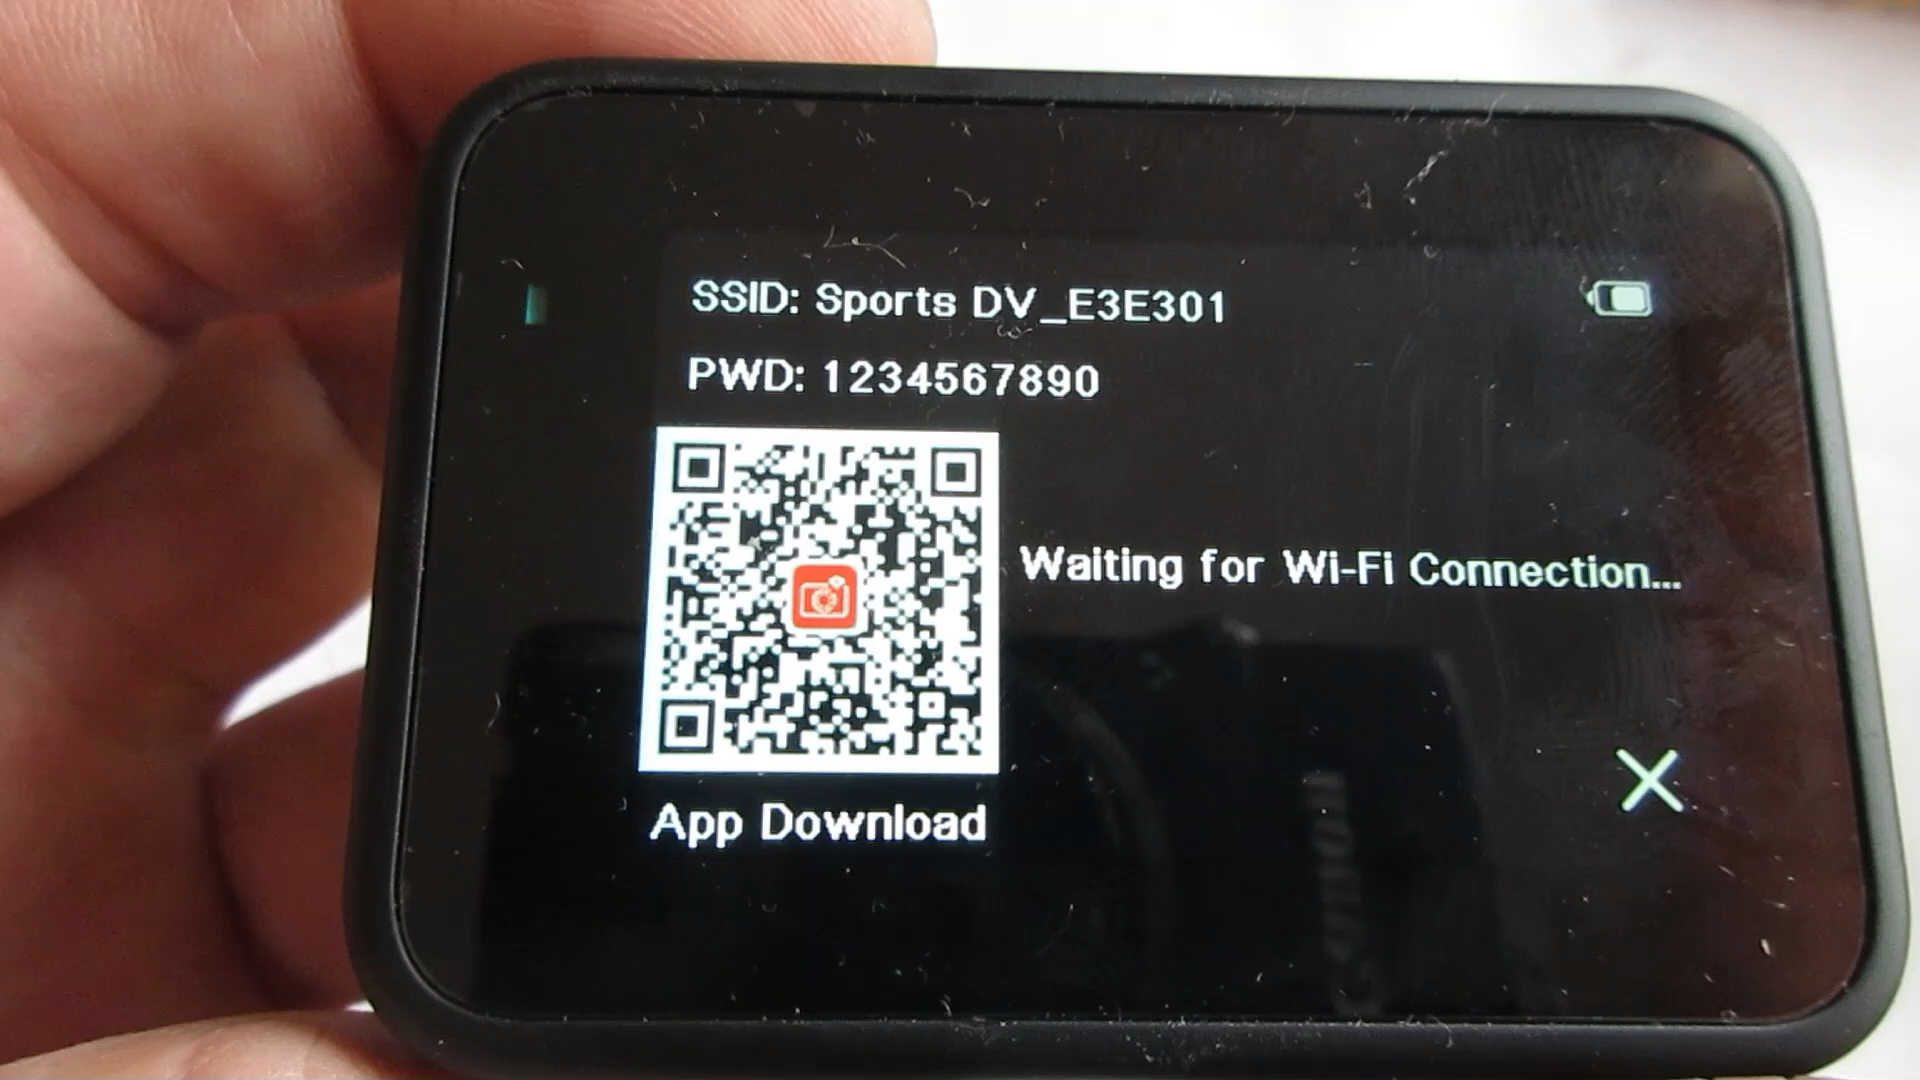 SSID: Sports DV_E3E301
PWD: 1234567890
Waiting for Wi-Fi Connection...
App Download